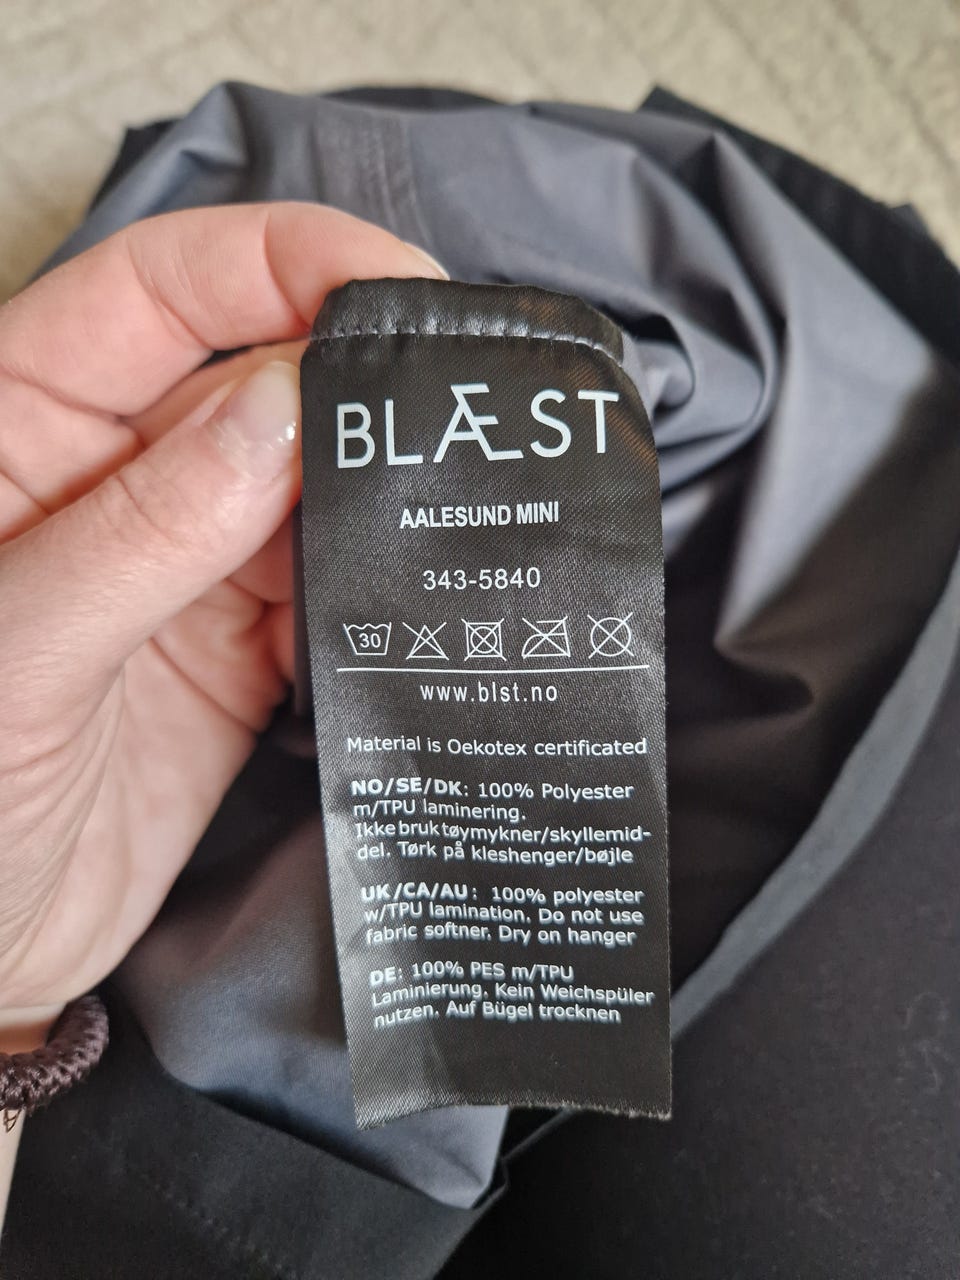 BLÆST
AALESUND MINI
343-5840
30
www.blst.no
Material is Oekotex certificated
NO/SE/DK: 100% Polyester
m/TPU laminering.
Ikke bruk tøymykner/skyllemid-
del. Tørk på kleshenger/bøjle
UK/CA/AU: 100% polyester
w/TPU lamination. Do not use
fabric softner. Dry on hanger
DE: 100% PES m/TPU
Laminierung. Kein Weichspüler
nutzen. Auf Bügel trocknen